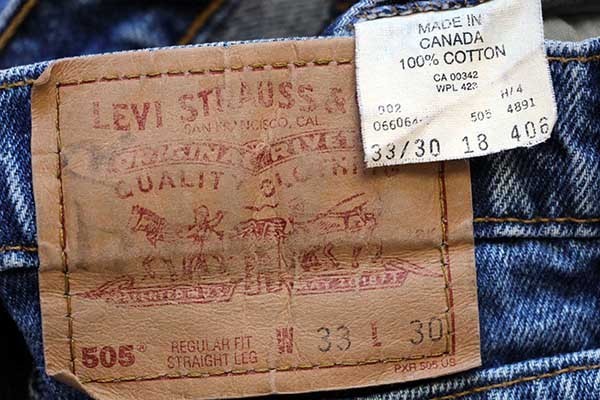 MADE IN
CANADA
100% COTTON
CA 00342
WPL 423
H/4
902
066064
505 4891
33/30 18 406
LEVI STRAUSS &
SAN FRANCISCO, CAL.
QUALITY CLOTHING
505®
REGULAR FIT
STRAIGHT LEG
W 33 L 30
PXR 505 US